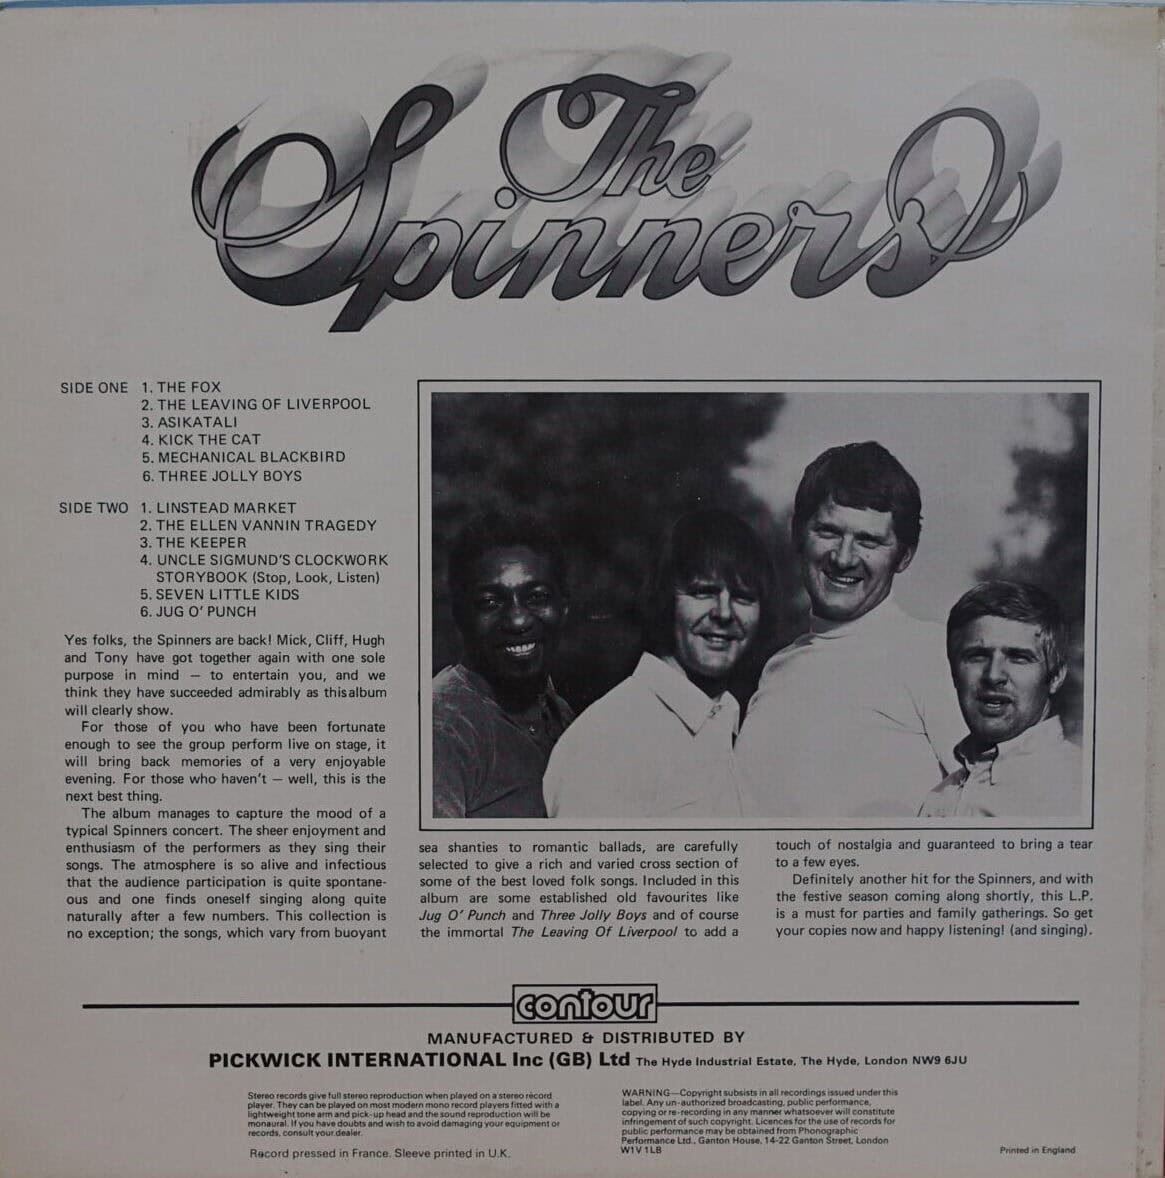 The
Spinners
SIDE ONE 1. THE FOX
2. THE LEAVING OF LIVERPOOL
3. ASIKATALI
4. KICK THE CAT
5. MECHANICAL BLACKBIRD
6. THREE JOLLY BOYS
SIDE TWO 1. LINSTEAD MARKET
2. THE ELLEN VANNIN TRAGEDY
3. THE KEEPER
4. UNCLE SIGMUND'S CLOCKWORK
STORYBOOK (Stop, Look, Listen)
5. SEVEN LITTLE KIDS
6. JUG O' PUNCH
Yes folks, the Spinners are back! Mick, Cliff, Hugh
and Tony have got together again with one sole
purpose in mind — to entertain you, and we
think they have succeeded admirably as this album
will clearly show.
For those of you who have been fortunate
enough to see the group perform live on stage, it
will bring back memories of a very enjoyable
evening. For those who haven't — well, this is the
next best thing.
The album manages to capture the mood of a
typical Spinners concert. The sheer enjoyment and
enthusiasm of the performers as they sing their
songs. The atmosphere is so alive and infectious
that the audience participation is quite spontane-
ous and one finds oneself singing along quite
naturally after a few numbers. This collection is
no exception; the songs, which vary from buoyant
sea shanties to romantic ballads, are carefully
selected to give a rich and varied cross section of
some of the best loved folk songs. Included in this
album are some established old favourites like
Jug O' Punch and Three Jolly Boys and of course
the immortal The Leaving Of Liverpool to add a
touch of nostalgia and guaranteed to bring a tear
to a few eyes.
Definitely another hit for the Spinners, and with
the festive season coming along shortly, this L.P.
is a must for parties and family gatherings. So get
your copies now and happy listening! (and singing).
contour
MANUFACTURED & DISTRIBUTED BY
PICKWICK INTERNATIONAL Inc (GB) Ltd The Hyde Industrial Estate, The Hyde, London NW9 6JU
Stereo records give full stereo reproduction when played on a stereo record
player. They can be played on most modern mono record players fitted with a
lightweight tone arm and pick-up head and the sound reproduction will be
monaural. If you have doubts and wish to avoid damaging your equipment or
records, consult your dealer.
Record pressed in France. Sleeve printed in U.K.
WARNING—Copyright subsists in all recordings issued under this
label. Any un-authorized broadcasting, public performance,
copying or re-recording in any manner whatsoever will constitute
infringement of such copyright. Licences for the use of records for
public performance may be obtained from Phonographic
Performance Ltd., Ganton House, 14-22 Ganton Street, London
W1V 1LB
Printed in England